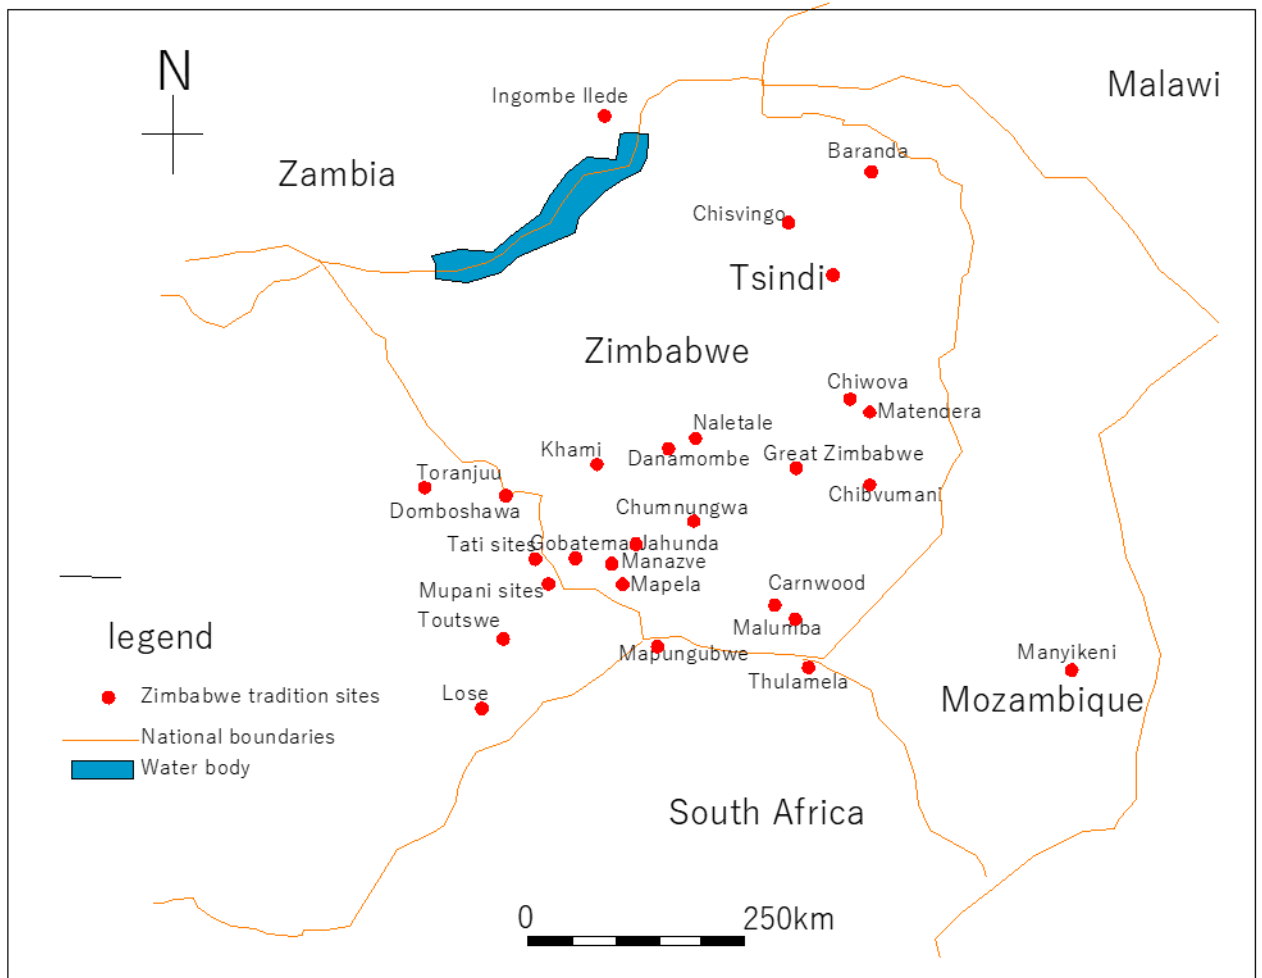 N
Malawi
Ingombe Ilede
Zambia
Baranda
Chisvingo
Tsindi
Zimbabwe
Chiwova
Matendera
Naletale
Khami
Danamombe
Great Zimbabwe
Toranjuu
Chibvumani
Domboshawa
Chumnungwa
Tati sites
Gobatema
Jahunda
Manazve
Mupani sites
Mapela
Carnwood
Toutswe
Malumba
legend
Mapungubwe
Manyikeni
Thulamela
Zimbabwe tradition sites
Lose
Mozambique
National boundaries
Water body
South Africa
0 250km